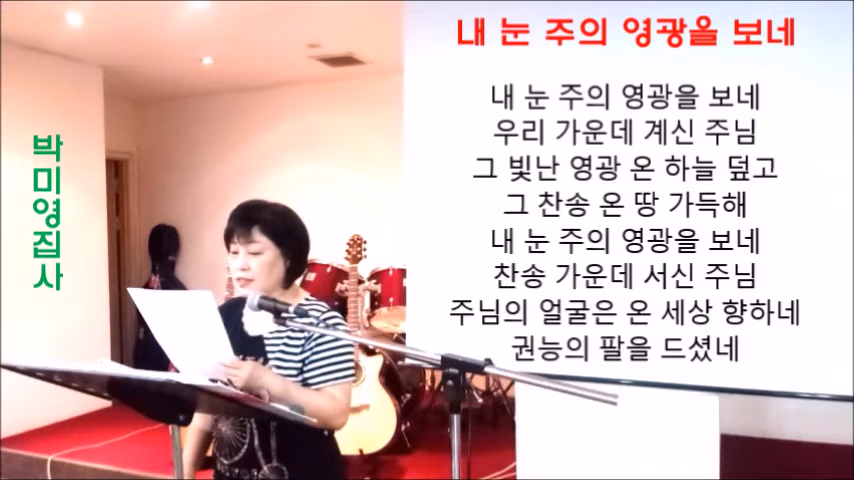 내 눈 주의 영광을 보네
내 눈 주의 영광을 보네
우리 가운데 계신 주님
그 빛난 영광 온 하늘 덮고
그 찬송 온 땅 가득해
내 눈 주의 영광을 보네
찬송 가운데 서신 주님
주님의 얼굴은 온 세상 향하네
권능의 팔을 드셨네
박미영집사